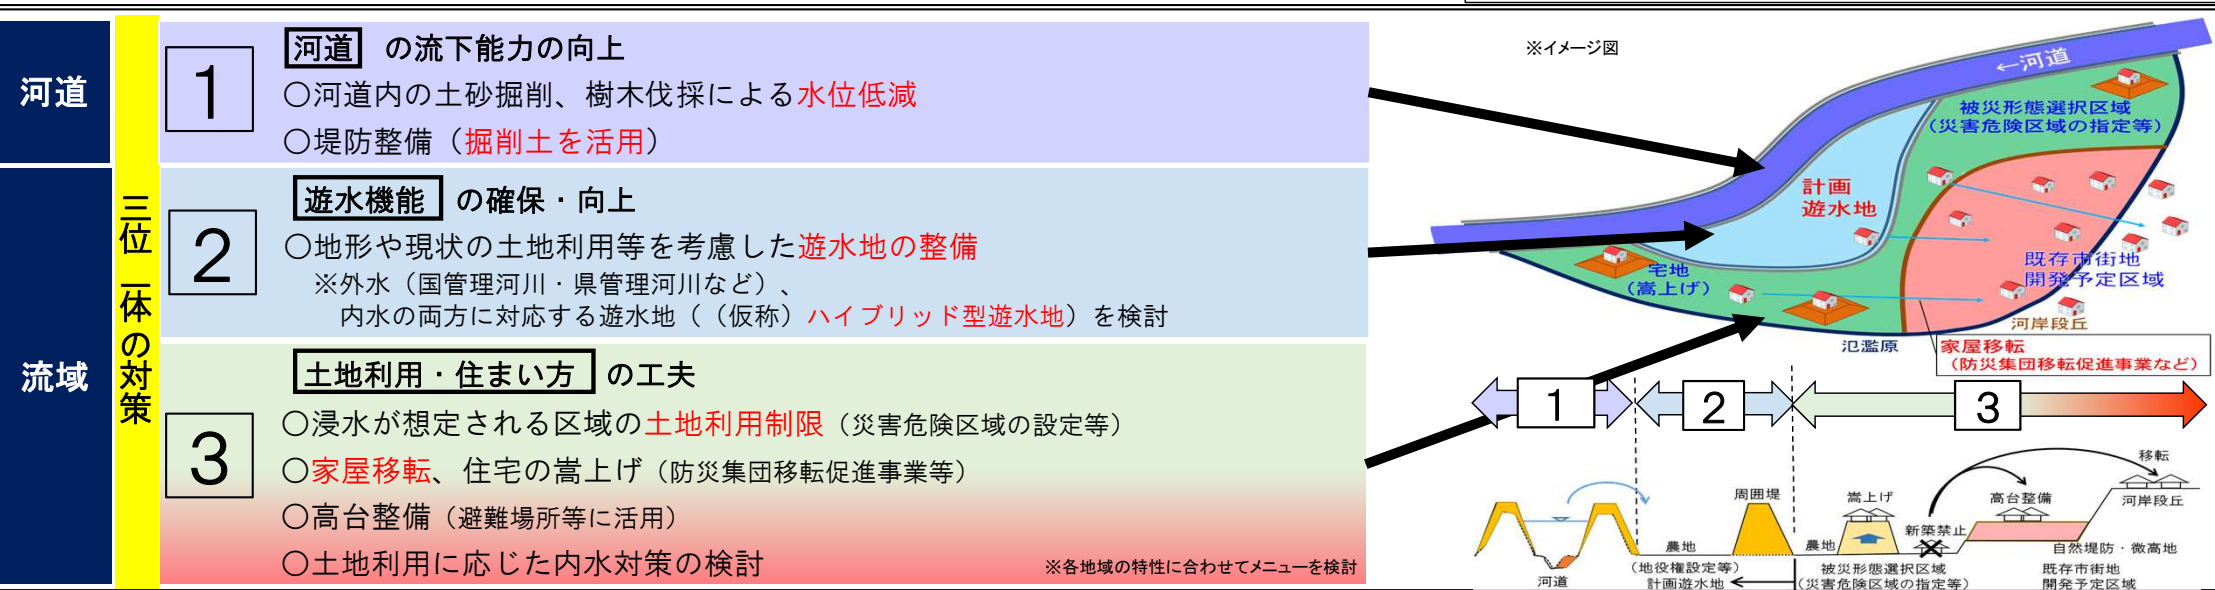 河道
流域
三位一体の対策
1
河道 の流下能力の向上
○河道内の土砂掘削、樹木伐採による水位低減
○堤防整備（掘削土を活用）
2
遊水機能 の確保・向上
○地形や現状の土地利用等を考慮した遊水地の整備
※外水（国管理河川・県管理河川など）、
内水の両方に対応する遊水地（（仮称）ハイブリッド型遊水地）を検討
3
土地利用・住まい方 の工夫
○浸水が想定される区域の土地利用制限（災害危険区域の設定等）
○家屋移転、住宅の嵩上げ（防災集団移転促進事業等）
○高台整備（避難場所等に活用）
○土地利用に応じた内水対策の検討
※各地域の特性に合わせてメニューを検討
※イメージ図
←河道
被災形態選択区域
（災害危険区域の指定等）
計画
遊水地
宅地
（嵩上げ）
既存市街地
開発予定区域
河岸段丘
氾濫原
家屋移転
（防災集団移転促進事業など）
1
2
3
移転
周囲堤
嵩上げ
高台整備
河岸段丘
新築禁止
農地
農地
自然堤防・微高地
河道
（地役権設定等）
計画遊水地
被災形態選択区域
（災害危険区域の指定等）
既存市街地
開発予定区域